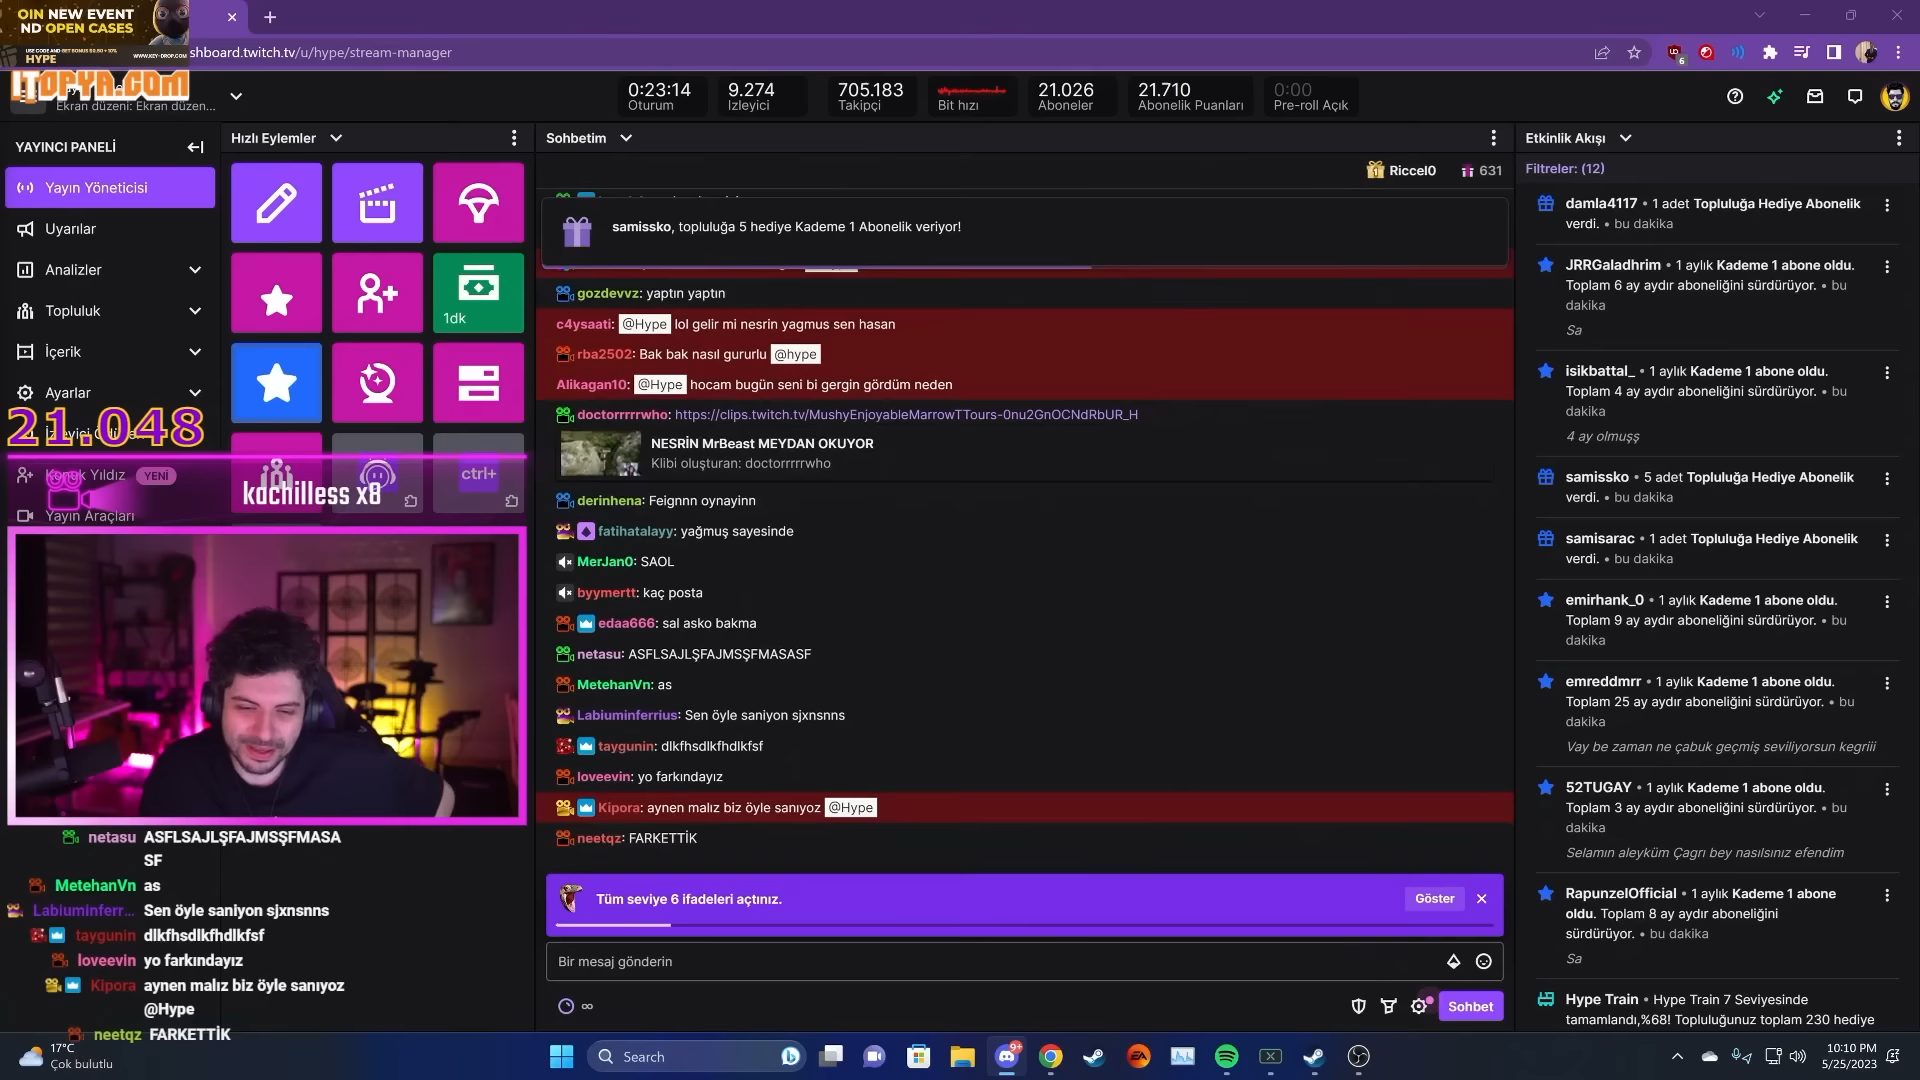 OIN NEW EVENT
ND OPEN CASES
HYPE
WWW.KEY-DROP.COM
shboard.twitch.tv/u/hype/stream-manager
İTOPYA.COM
Ekran düzeni: Ekran düzen...
0:23:14
Oturum
9.274
İzleyici
705.183
Takipçi
Bit hızı
21.026
Aboneler
21.710
Abonelik Puanları
0:00
Pre-roll Açık
YAYINCI PANELİ
Yayın Yöneticisi
Uyarılar
Analizler
Topluluk
İçerik
Ayarlar
21.048
Konuk Yıldız YENİ
Yayın Araçları
kachilless x8
Hızlı Eylemler
1dk
ctrl+
Sohbetim
Riccel0 631
samissko, topluluğa 5 hediye Kademe 1 Abonelik veriyor!
gozdevvz: yaptın yaptın
c4ysaati: @Hype lol gelir mi nesrin yagmus sen hasan
rba2502: Bak bak nasıl gururlu @hype
Alikagan10: @Hype hocam bugün seni bi gergin gördüm neden
doctorrrrrwho: https://clips.twitch.tv/MushyEnjoyableMarrowTTours-0nu2GnOCNdRbUR_H
NESRİN MrBeast MEYDAN OKUYOR
Klibi oluşturan: doctorrrrrwho
derinhena: Feignnn oynayinn
fatihatalayy: yağmuş sayesinde
MerJan0: SAOL
byymertt: kaç posta
edaa666: sal asko bakma
netasu: ASFLSAJLŞFAJMSŞFMASASF
MetehanVn: as
Labiuminferrius: Sen öyle saniyon sjxnsnns
taygunin: dlkfhsdlkfhdlkfsf
loveevin: yo farkındayız
Kipora: aynen malız biz öyle sanıyoz @Hype
neetqz: FARKETTİK
Tüm seviye 6 ifadeleri açtınız.
Göster
Bir mesaj gönderin
Sohbet
Etkinlik Akışı
Filtreler: (12)
damla4117 • 1 adet Topluluğa Hediye Abonelik
verdi. • bu dakika
JRRGaladhrim • 1 aylık Kademe 1 abone oldu.
Toplam 6 ay aydır aboneliğini sürdürüyor. • bu
dakika
Sa
isikbattal_ • 1 aylık Kademe 1 abone oldu.
Toplam 4 ay aydır aboneliğini sürdürüyor. • bu
dakika
4 ay olmuşş
samissko • 5 adet Topluluğa Hediye Abonelik
verdi. • bu dakika
samisarac • 1 adet Topluluğa Hediye Abonelik
verdi. • bu dakika
emirhank_0 • 1 aylık Kademe 1 abone oldu.
Toplam 9 ay aydır aboneliğini sürdürüyor. • bu
dakika
emreddmrr • 1 aylık Kademe 1 abone oldu.
Toplam 25 ay aydır aboneliğini sürdürüyor. • bu
dakika
Vay be zaman ne çabuk geçmiş seviliyorsun kegriii
52TUGAY • 1 aylık Kademe 1 abone oldu.
Toplam 3 ay aydır aboneliğini sürdürüyor. • bu
dakika
Selamın aleyküm Çagrı bey nasılsınız efendim
RapunzelOfficial • 1 aylık Kademe 1 abone
oldu. Toplam 8 ay aydır aboneliğini
sürdürüyor. • bu dakika
Sa
Hype Train • Hype Train 7 Seviyesinde
tamamlandı,%68! Topluluğunuz toplam 230 hediye
netasu ASFLSAJLŞFAJMSŞFMASA
SF
MetehanVn as
Labiuminferr... Sen öyle saniyon sjxnsnns
taygunin dlkfhsdlkfhdlkfsf
loveevin yo farkındayız
Kipora aynen malız biz öyle sanıyoz
@Hype
neetqz FARKETTİK
17°C
Çok bulutlu
Search
9+
10:10 PM
5/25/2023